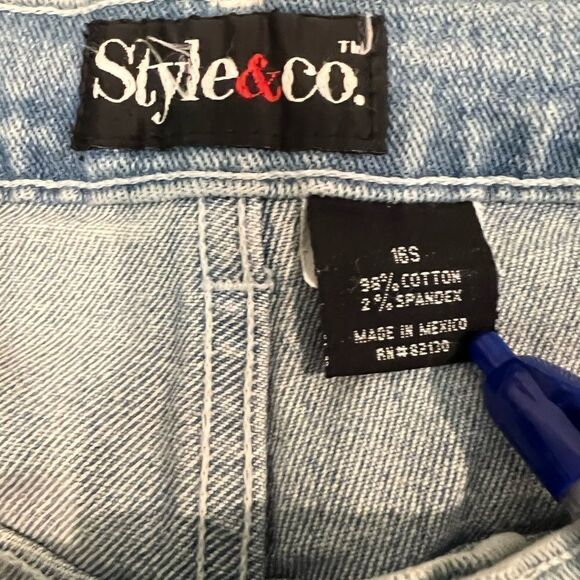 Style&co.™
16S
98% COTTON
2% SPANDEX
MADE IN MEXICO
RN#82130